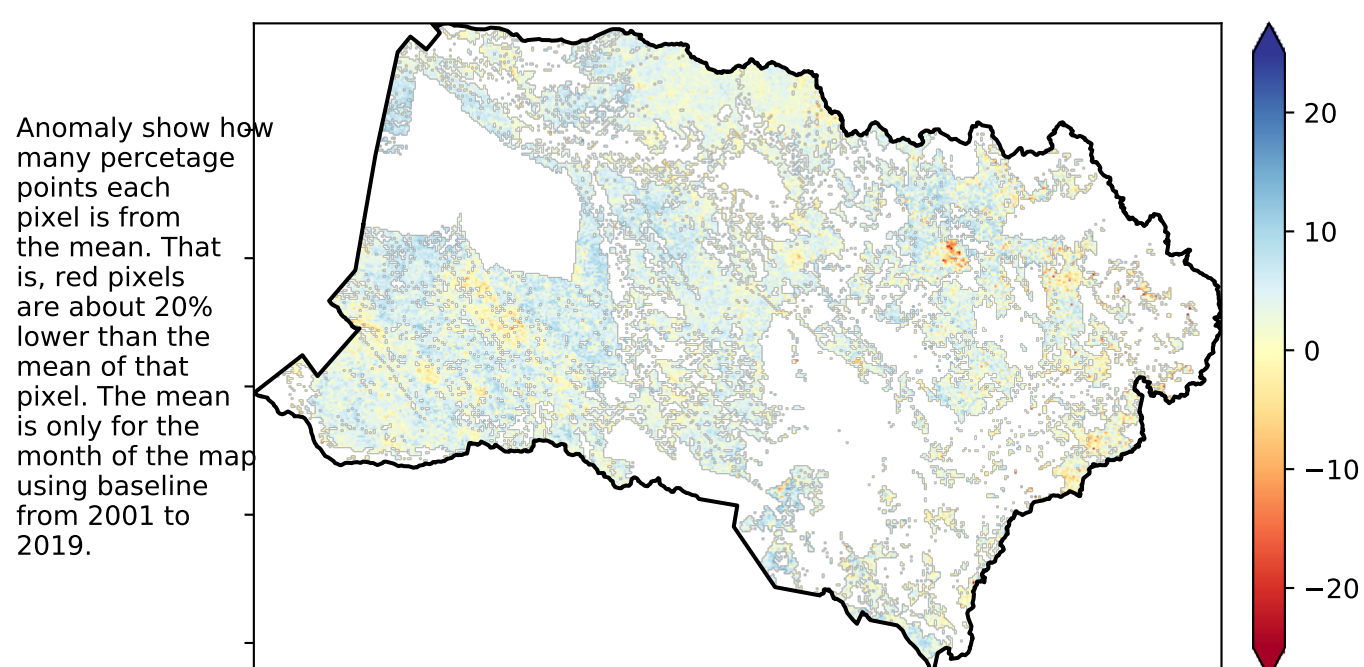 Anomaly show how
many percetage
points each
pixel is from
the mean. That
is, red pixels
are about 20%
lower than the
mean of that
pixel. The mean
is only for the
month of the map
using baseline
from 2001 to
2019.
20
10
0
−10
−20